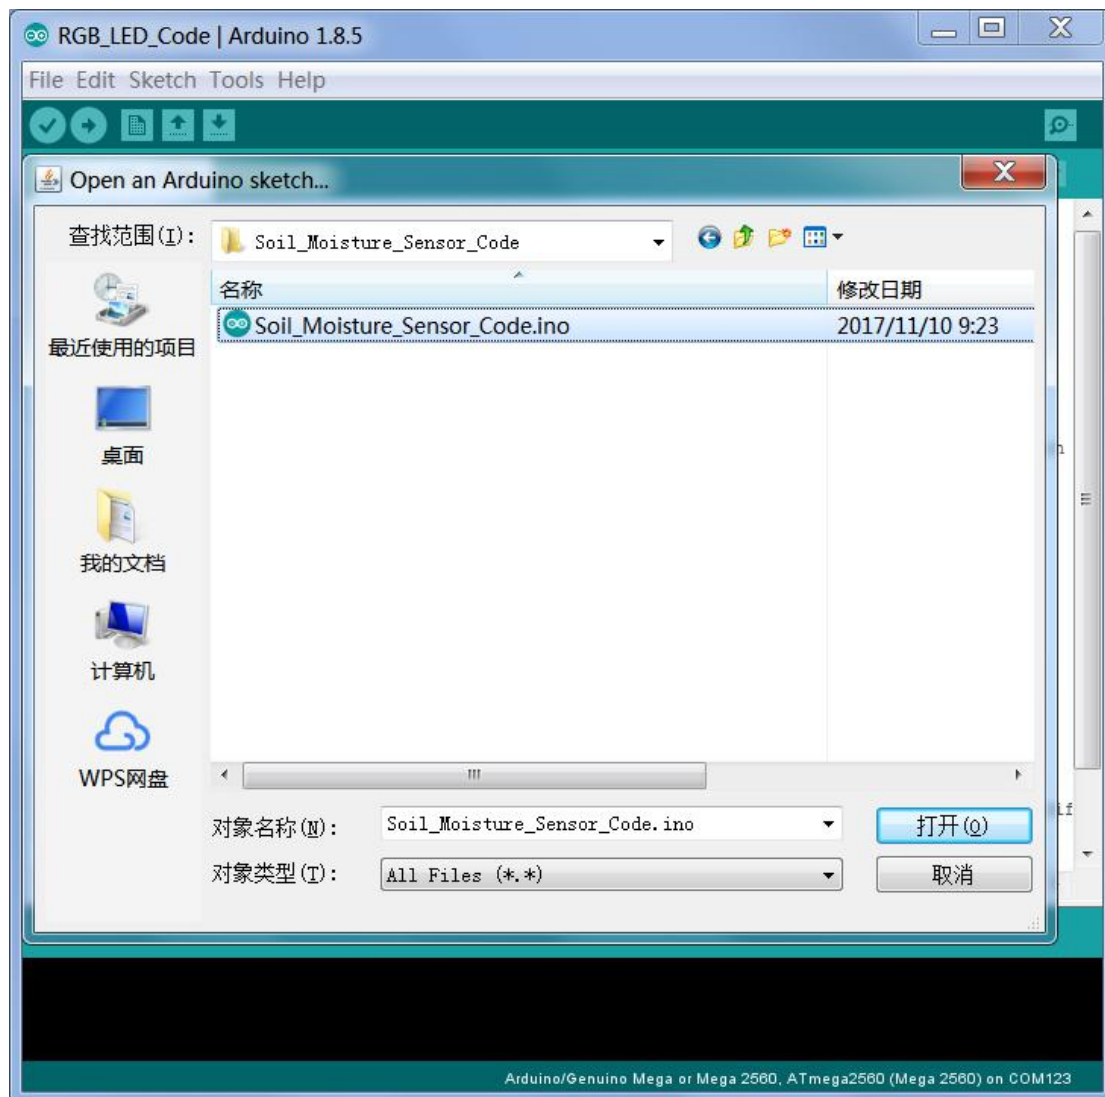 RGB_LED_Code | Arduino 1.8.5
File Edit Sketch Tools Help
Open an Arduino sketch...
查找范围(I):
Soil_Moisture_Sensor_Code
名称 修改日期
Soil_Moisture_Sensor_Code.ino 2017/11/10 9:23
最近使用的项目
桌面
我的文档
计算机
WPS网盘
对象名称(N): Soil_Moisture_Sensor_Code.ino 打开(O)
对象类型(T): All Files (*.*) 取消
if
Arduino/Genuino Mega or Mega 2560, ATmega2560 (Mega 2560) on COM123